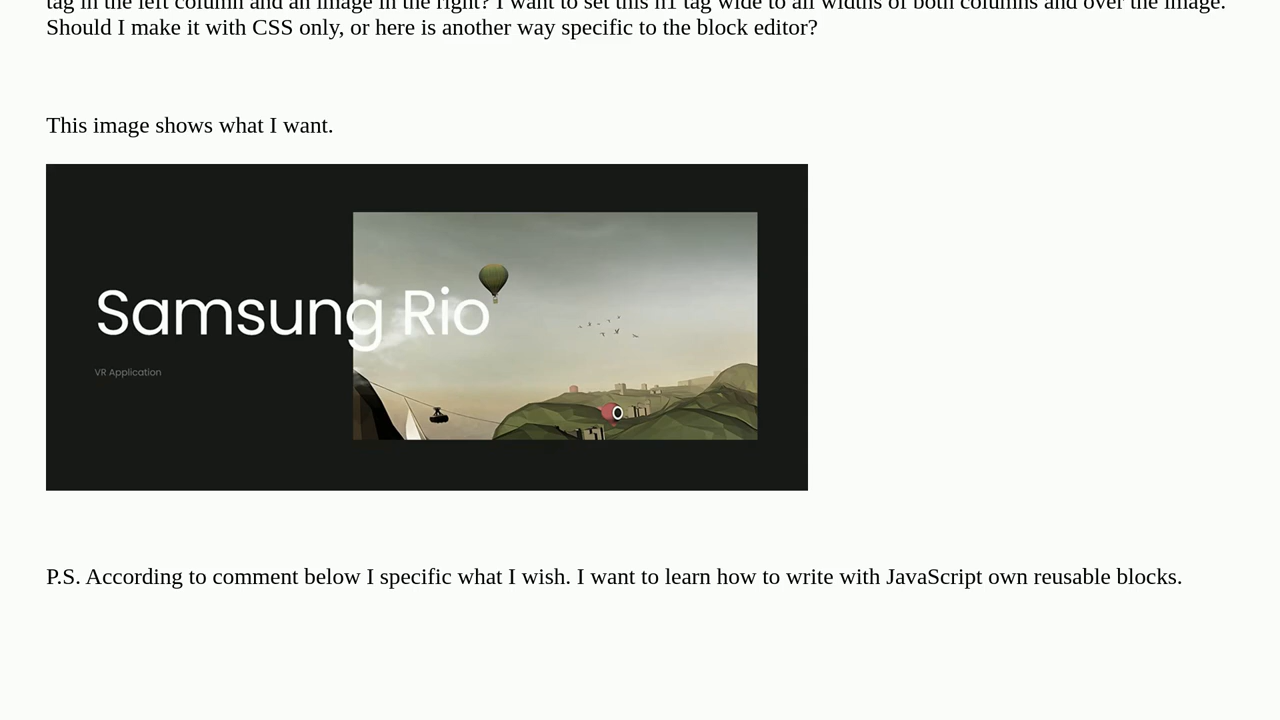 tag in the left column and an image in the right? I want to set this h1 tag wide to all widths of both columns and over the image.
Should I make it with CSS only, or here is another way specific to the block editor?
This image shows what I want.
Samsung Rio
VR Application
P.S. According to comment below I specific what I wish. I want to learn how to write with JavaScript own reusable blocks.